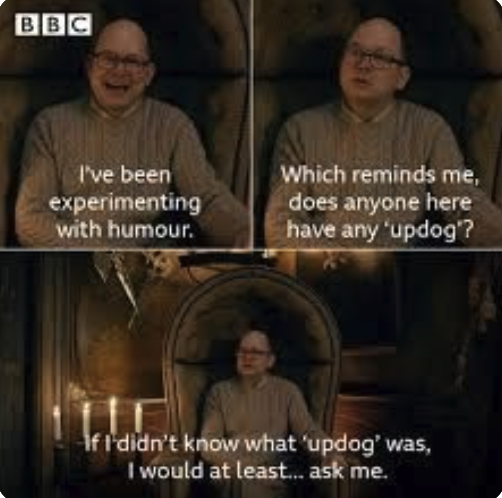 BBC
I've been
experimenting
with humour.
Which reminds me,
does anyone here
have any 'updog'?
If I didn't know what 'updog' was,
I would at least... ask me.